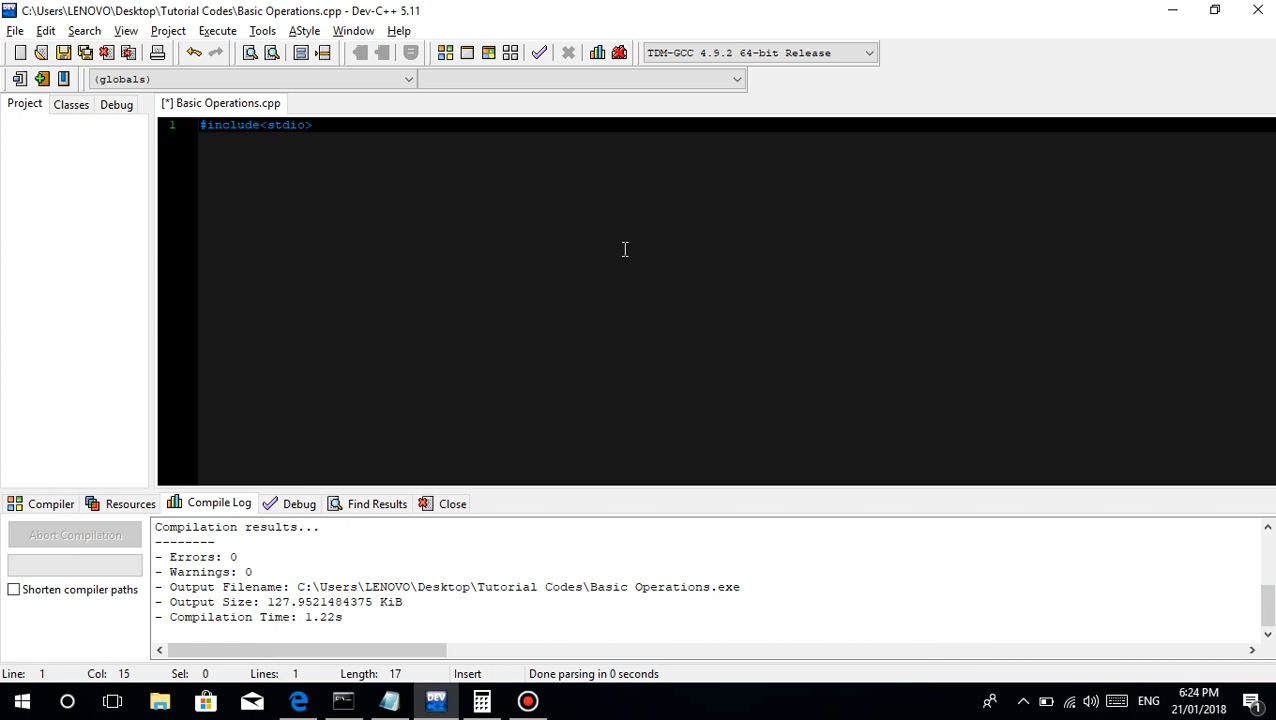 C:\Users\LENOVO\Desktop\Tutorial Codes\Basic Operations.cpp - Dev-C++ 5.11
File Edit Search View Project Execute Tools AStyle Window Help
TDM-GCC 4.9.2 64-bit Release
(globals)
Project Classes Debug [*] Basic Operations.cpp
1 #include<stdio>
Compiler Resources Compile Log Debug Find Results Close
Abort Compilation
Shorten compiler paths
Compilation results...
--------
- Errors: 0
- Warnings: 0
- Output Filename: C:\Users\LENOVO\Desktop\Tutorial Codes\Basic Operations.exe
- Output Size: 127.9521484375 KiB
- Compilation Time: 1.22s
Line: 1 Col: 15 Sel: 0 Lines: 1 Length: 17 Insert Done parsing in 0 seconds
DEV
ENG
6:24 PM
21/01/2018
1